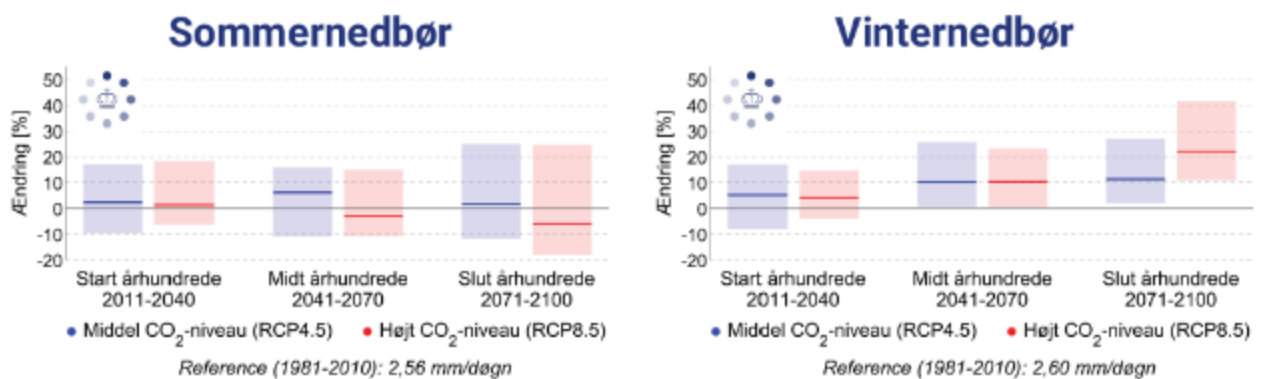 Sommernedbør
Ændring [%]
50
40
30
20
10
0
-10
-20
Start århundrede
2011-2040
Midt århundrede
2041-2070
Slut århundrede
2071-2100
Middel CO₂-niveau (RCP4.5)
Højt CO₂-niveau (RCP8.5)
Reference (1981-2010): 2,56 mm/døgn
Vinternedbør
Ændring [%]
50
40
30
20
10
0
-10
-20
Start århundrede
2011-2040
Midt århundrede
2041-2070
Slut århundrede
2071-2100
Middel CO₂-niveau (RCP4.5)
Højt CO₂-niveau (RCP8.5)
Reference (1981-2010): 2,60 mm/døgn